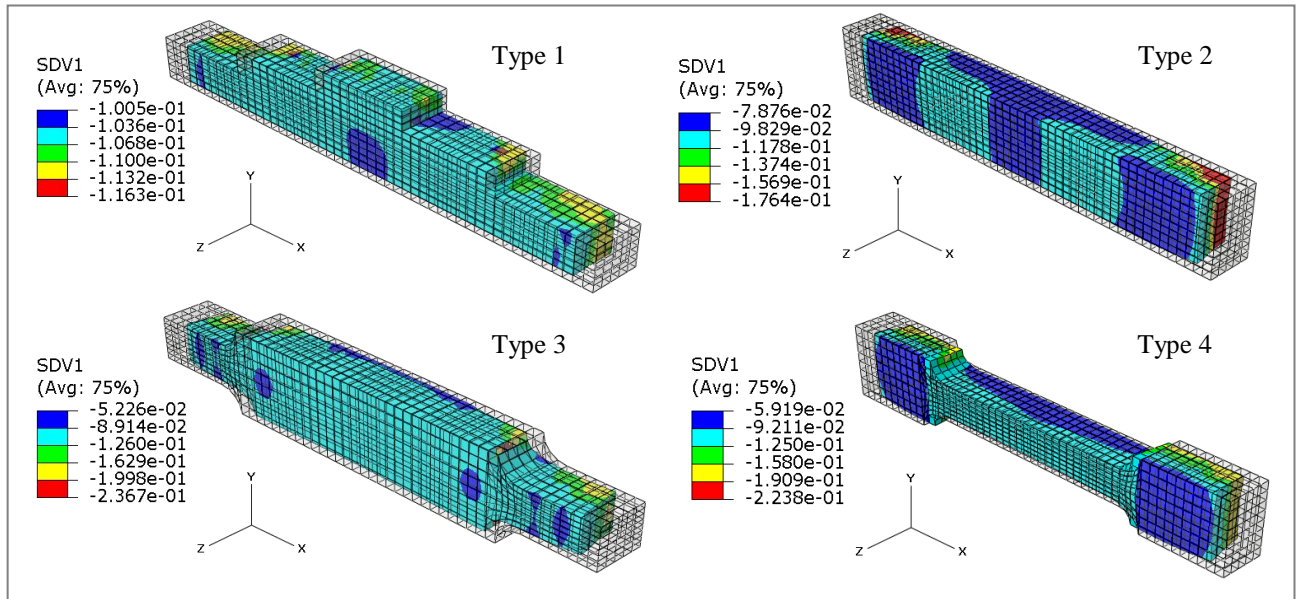 Type 1
SDV1
(Avg: 75%)
-1.005e-01
-1.036e-01
-1.068e-01
-1.100e-01
-1.132e-01
-1.163e-01
Y
Z
X
Type 2
SDV1
(Avg: 75%)
-7.876e-02
-9.829e-02
-1.178e-01
-1.374e-01
-1.569e-01
-1.764e-01
Y
Z
X
Type 3
SDV1
(Avg: 75%)
-5.226e-02
-8.914e-02
-1.260e-01
-1.629e-01
-1.998e-01
-2.367e-01
Y
Z
X
Type 4
SDV1
(Avg: 75%)
-5.919e-02
-9.211e-02
-1.250e-01
-1.580e-01
-1.909e-01
-2.238e-01
Y
Z
X